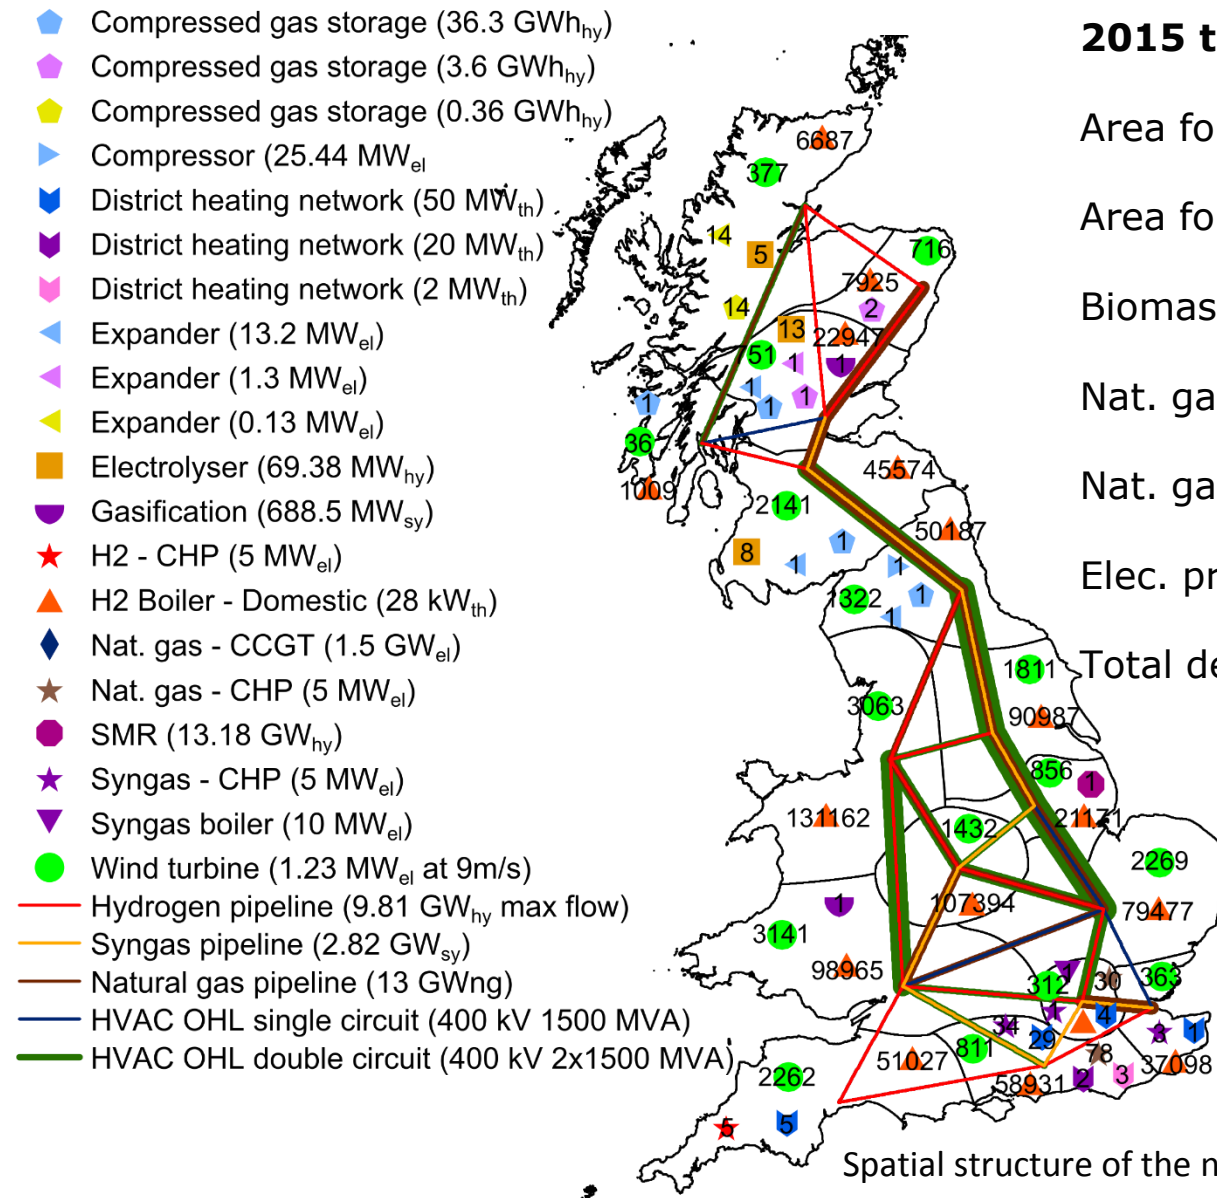 Compressed gas storage (36.3 GWhhy)
Compressed gas storage (3.6 GWhhy)
Compressed gas storage (0.36 GWhhy)
Compressor (25.44 MWel
District heating network (50 MWth)
District heating network (20 MWth)
District heating network (2 MWth)
Expander (13.2 MWel)
Expander (1.3 MWel)
Expander (0.13 MWel)
Electrolyser (69.38 MWhy)
Gasification (688.5 MWsy)
H2 - CHP (5 MWel)
H2 Boiler - Domestic (28 kWth)
Nat. gas - CCGT (1.5 GWel)
Nat. gas - CHP (5 MWel)
SMR (13.18 GWhy)
Syngas - CHP (5 MWel)
Syngas boiler (10 MWel)
Wind turbine (1.23 MWel at 9m/s)
Hydrogen pipeline (9.81 GWhy max flow)
Syngas pipeline (2.82 GWsy)
Natural gas pipeline (13 GWng)
HVAC OHL single circuit (400 kV 1500 MVA)
HVAC OHL double circuit (400 kV 2x1500 MVA)
6687
377
14
5
716
7925
14
2
13
22947
751
1
1
1
1
1
1
36
1009
45574
2141
50187
1
8
1
1
1322
1
1
1811
3063
90987
856
1
131162
1432
21171
2269
1
107394
79477
3141
98965
1
30
363
312
1
4
34
29
3
1
811
78
51027
37098
2262
58931
2
3
5
5
2015 t
Area fo
Area fo
Biomas
Nat. ga
Nat. ga
Elec. pr
Total de
Spatial structure of the m